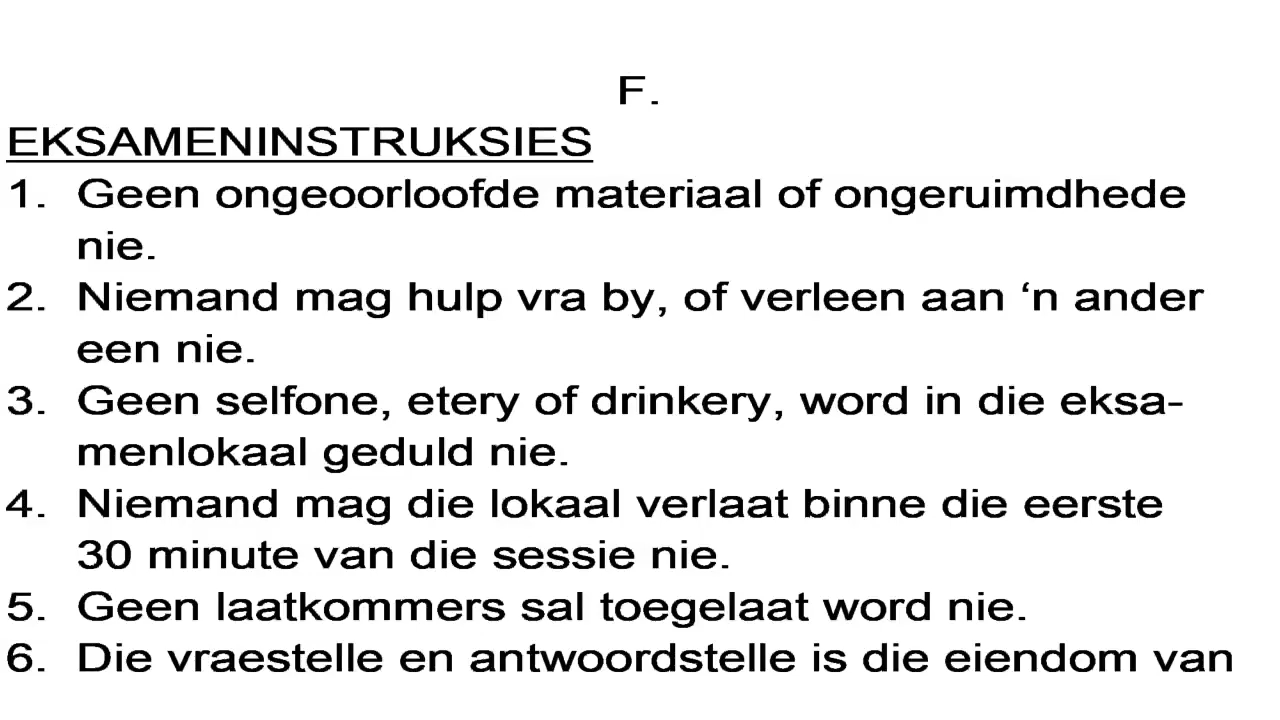 F.
EKSAMENINSTRUKSIES
1. Geen ongeoorloofde materiaal of ongeruimdhede
nie.
2. Niemand mag hulp vra by, of verleen aan ‘n ander
een nie.
3. Geen selfone, etery of drinkery, word in die eksa-
menlokaal geduld nie.
4. Niemand mag die lokaal verlaat binne die eerste
30 minute van die sessie nie.
5. Geen laatkommers sal toegelaat word nie.
6. Die vraestelle en antwoordstelle is die eiendom van